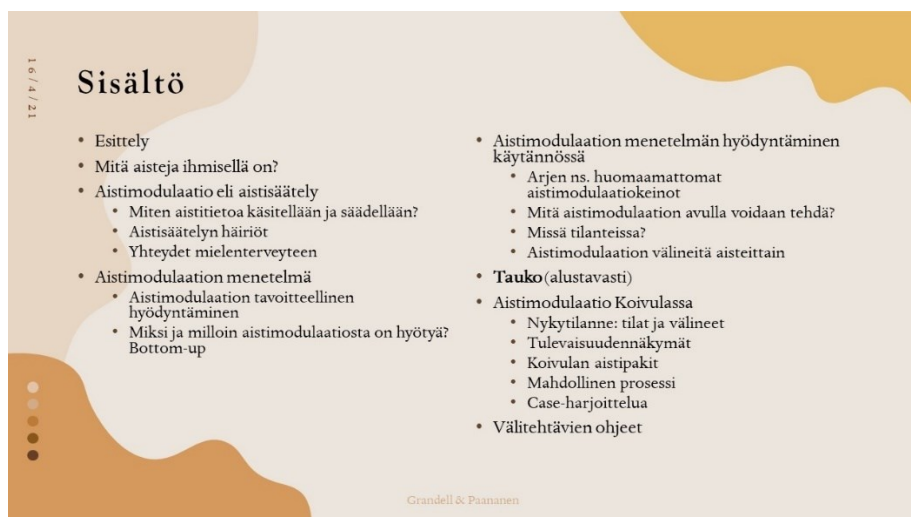 16/4/21
Sisältö
• Esittely
• Mitä aisteja ihmisellä on?
• Aistimodulaatio eli aistisäätely
• Miten aistitietoa käsitellään ja säädellään?
• Aistisäätelyn häiriöt
• Yhteydet mielenterveyteen
• Aistimodulaation menetelmä
• Aistimodulaation tavoitteellinen
hyödyntäminen
• Miksi ja milloin aistimodulaatiosta on hyötyä?
Bottom-up
• Aistimodulaation menetelmän hyödyntäminen
käytännössä
• Arjen ns. huomaamattomat
aistimodulaatiokeinot
• Mitä aistimodulaation avulla voidaan tehdä?
• Missä tilanteissa?
• Aistimodulaation välineitä aisteittain
• Tauko (alustavasti)
• Aistimodulaatio Koivulassa
• Nykytilanne: tilat ja välineet
• Tulevaisuudennäkymät
• Koivulan aistipakit
• Mahdollinen prosessi
• Case-harjoittelua
• Välitehtävien ohjeet
Grandell & Paananen